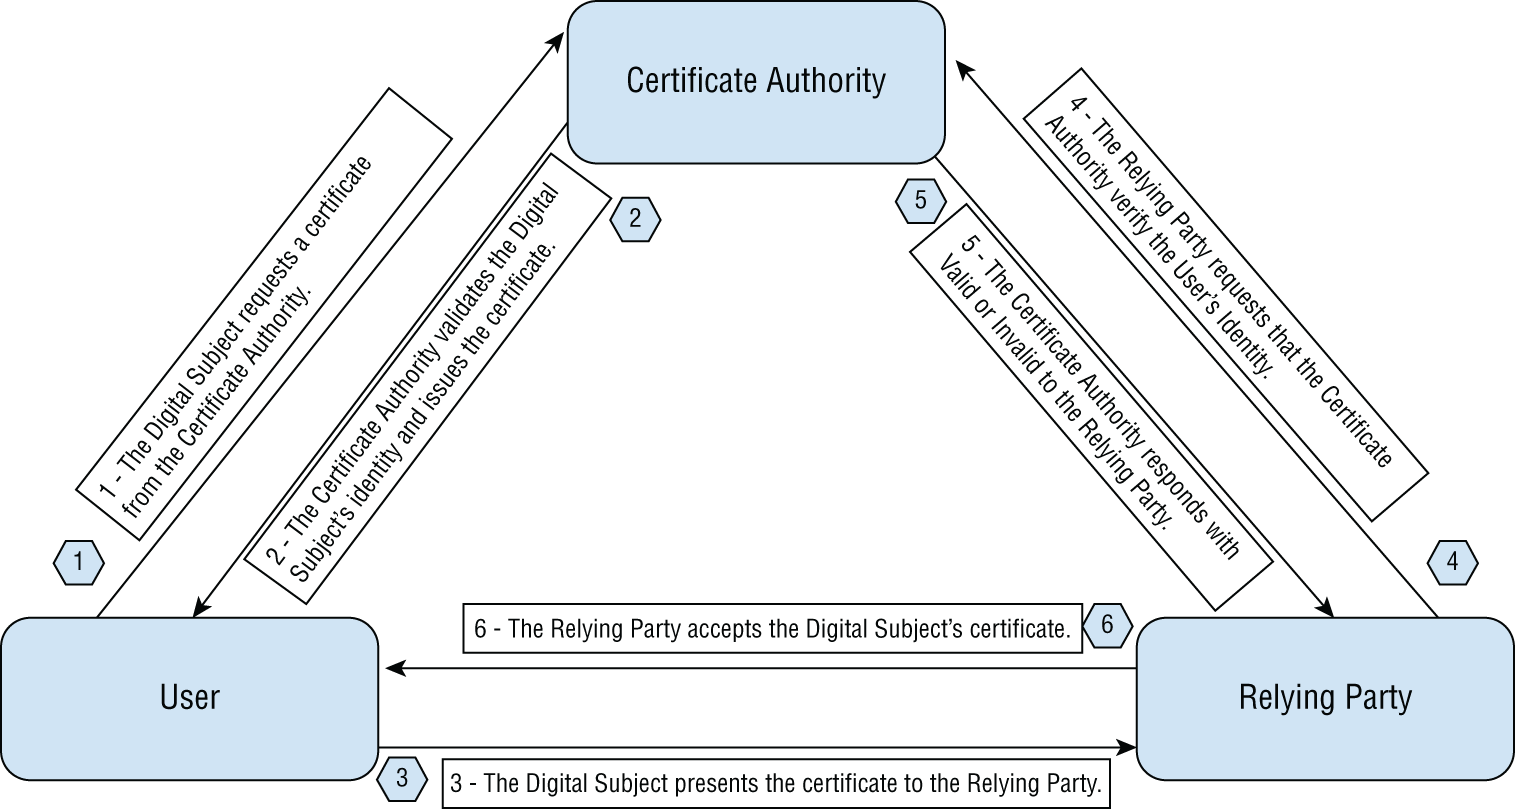 Certificate Authority
1 - The Digital Subject requests a certificate
from the Certificate Authority.
2 - The Certificate Authority validates the Digital
Subject's identity and issues the certificate.
2
5
5 - The Certificate Authority responds with
Valid or Invalid to the Relying Party.
4 - The Relying Party requests that the Certificate
Authority verify the User's Identity.
1
4
6 - The Relying Party accepts the Digital Subject's certificate.
6
User
Relying Party
3
3 - The Digital Subject presents the certificate to the Relying Party.